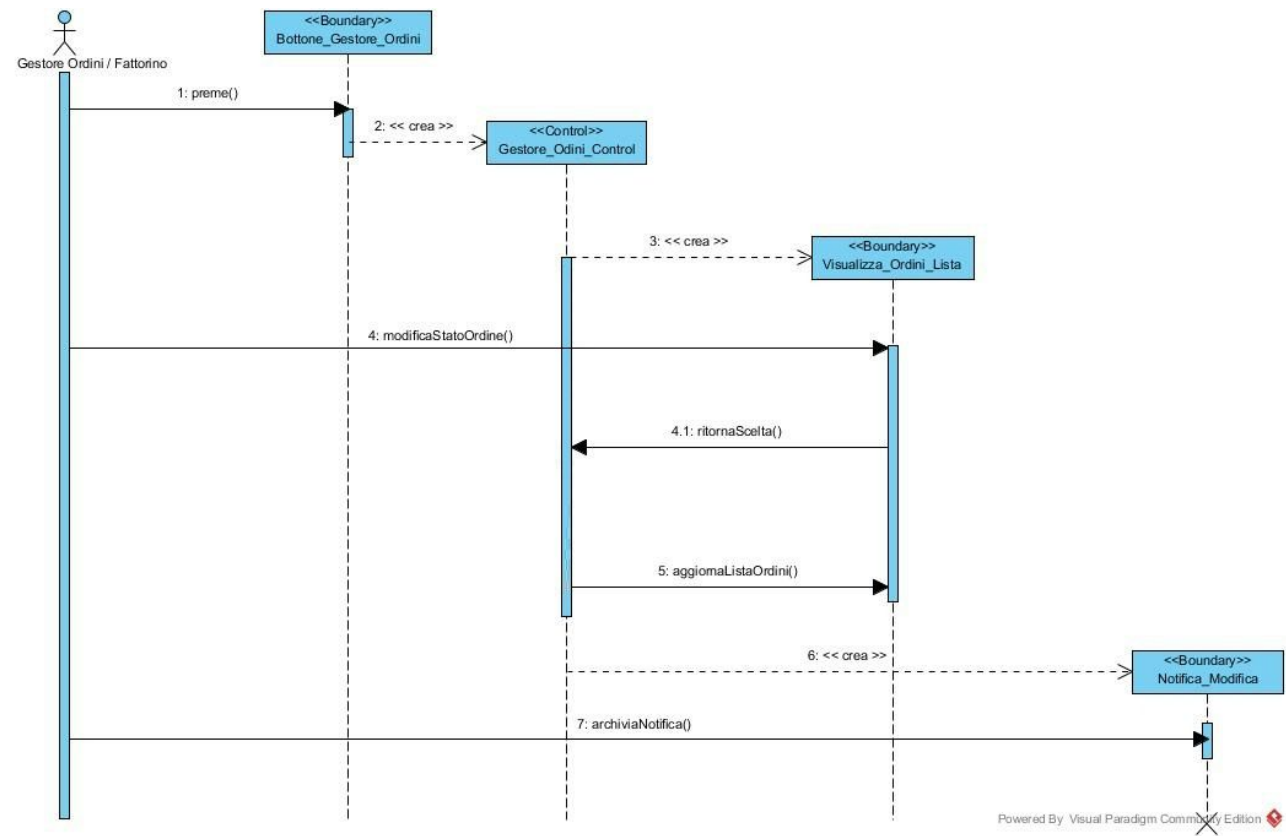 <<Boundary>>
Bottone_Gestore_Ordini
Gestore Ordini / Fattorino
1: preme()
2: << crea >>
<<Control>>
Gestore_Odini_Control
3: << crea >>
<<Boundary>>
Visualizza_Ordini_Lista
4: modificaStatoOrdine()
4.1: ritornaScelta()
5: aggiornaListaOrdini()
6: << crea >>
<<Boundary>>
Notifica_Modifica
7: archiviaNotifica()
Powered By Visual Paradigm Community Edition